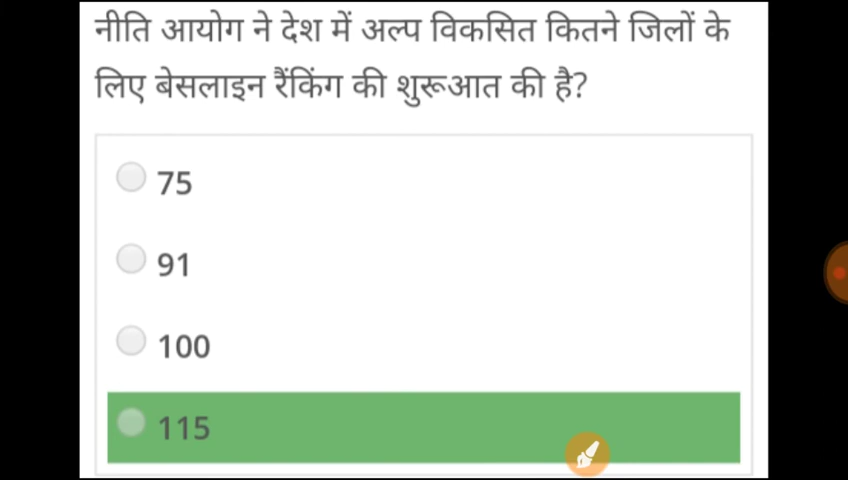 नीति आयोग ने देश में अल्प विकसित कितने जिलों के
लिए बेसलाइन रैंकिंग की शुरूआत की है?
75
91
100
115